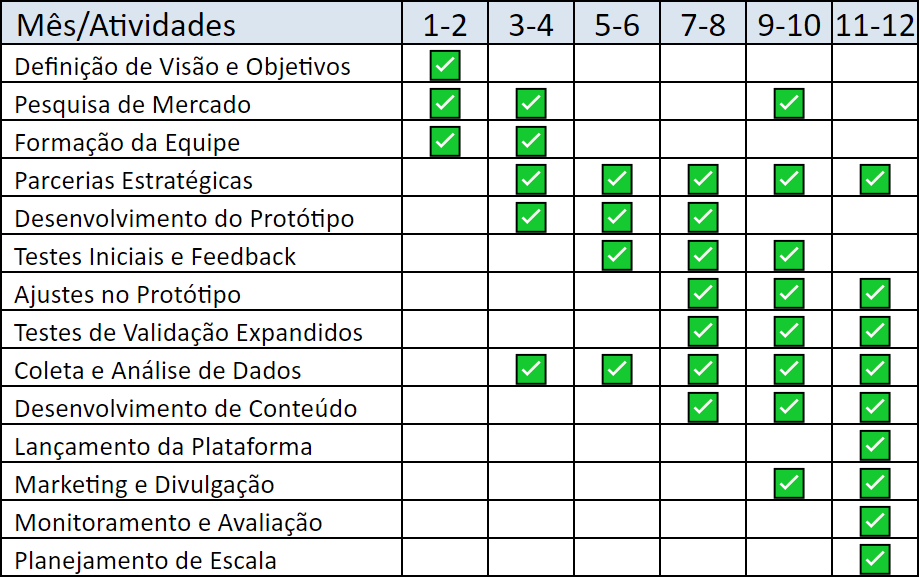 Mês/Atividades 1-2 3-4 5-6 7-8 9-10 11-12
Definição de Visão e Objetivos ✓
Pesquisa de Mercado ✓ ✓ ✓
Formação da Equipe ✓ ✓
Parcerias Estratégicas ✓ ✓ ✓ ✓ ✓
Desenvolvimento do Protótipo ✓ ✓ ✓
Testes Iniciais e Feedback ✓ ✓ ✓
Ajustes no Protótipo ✓ ✓ ✓
Testes de Validação Expandidos ✓ ✓ ✓
Coleta e Análise de Dados ✓ ✓ ✓ ✓ ✓
Desenvolvimento de Conteúdo ✓ ✓ ✓
Lançamento da Plataforma ✓
Marketing e Divulgação ✓ ✓
Monitoramento e Avaliação ✓
Planejamento de Escala ✓